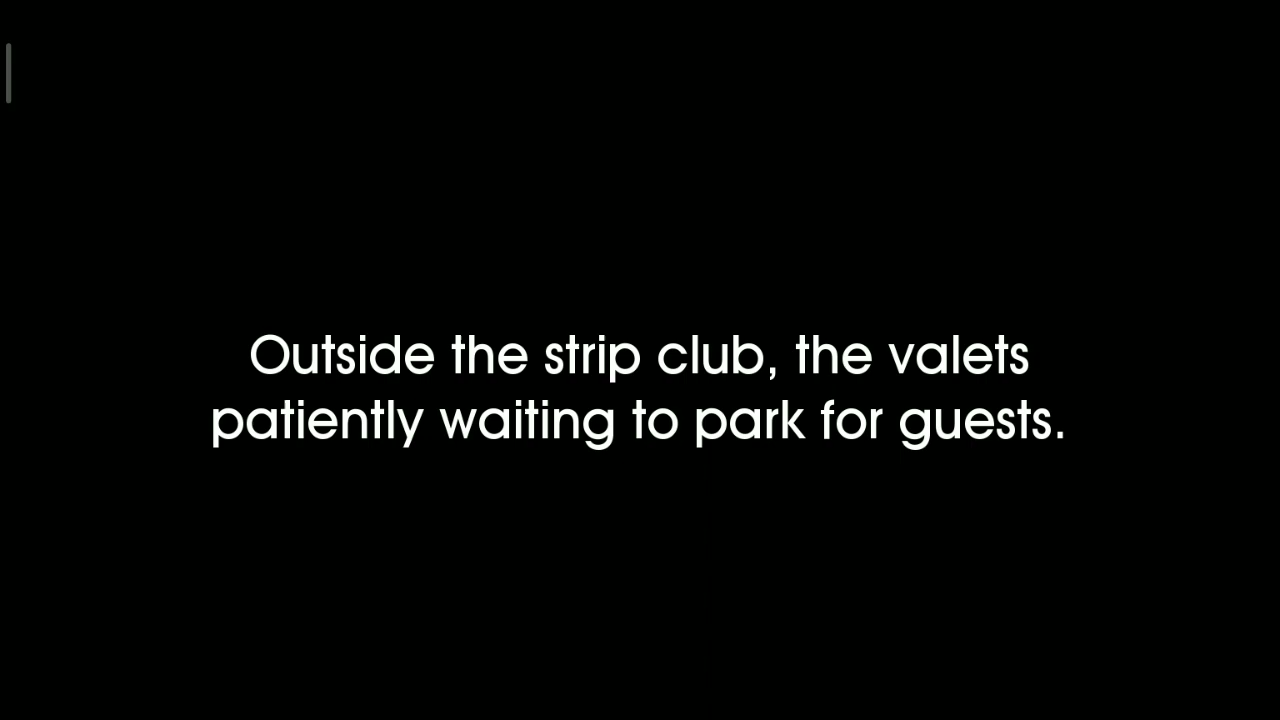 Outside the strip club, the valets
patiently waiting to park for guests.